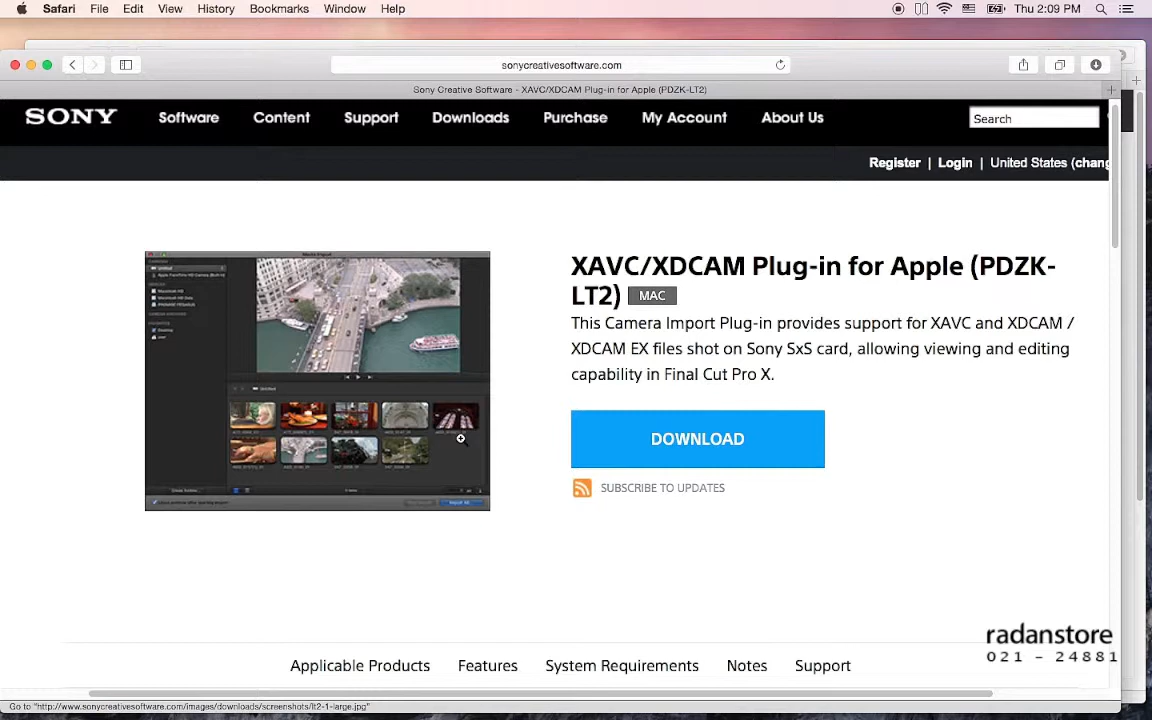 Safari File Edit View History Bookmarks Window Help Thu 2:09 PM
sonycreativesoftware.com
Sony Creative Software - XAVC/XDCAM Plug-in for Apple (PDZK-LT2)
SONY Software Content Support Downloads Purchase My Account About Us Search
Register | Login | United States (chang
XAVC/XDCAM Plug-in for Apple (PDZK-
LT2) MAC
This Camera Import Plug-in provides support for XAVC and XDCAM /
XDCAM EX files shot on Sony SxS card, allowing viewing and editing
capability in Final Cut Pro X.
DOWNLOAD
SUBSCRIBE TO UPDATES
radanstore
021 - 24881
Applicable Products Features System Requirements Notes Support
Go to "http://www.sonycreativesoftware.com/images/downloads/screenshots/lt2-1-large.jpg"